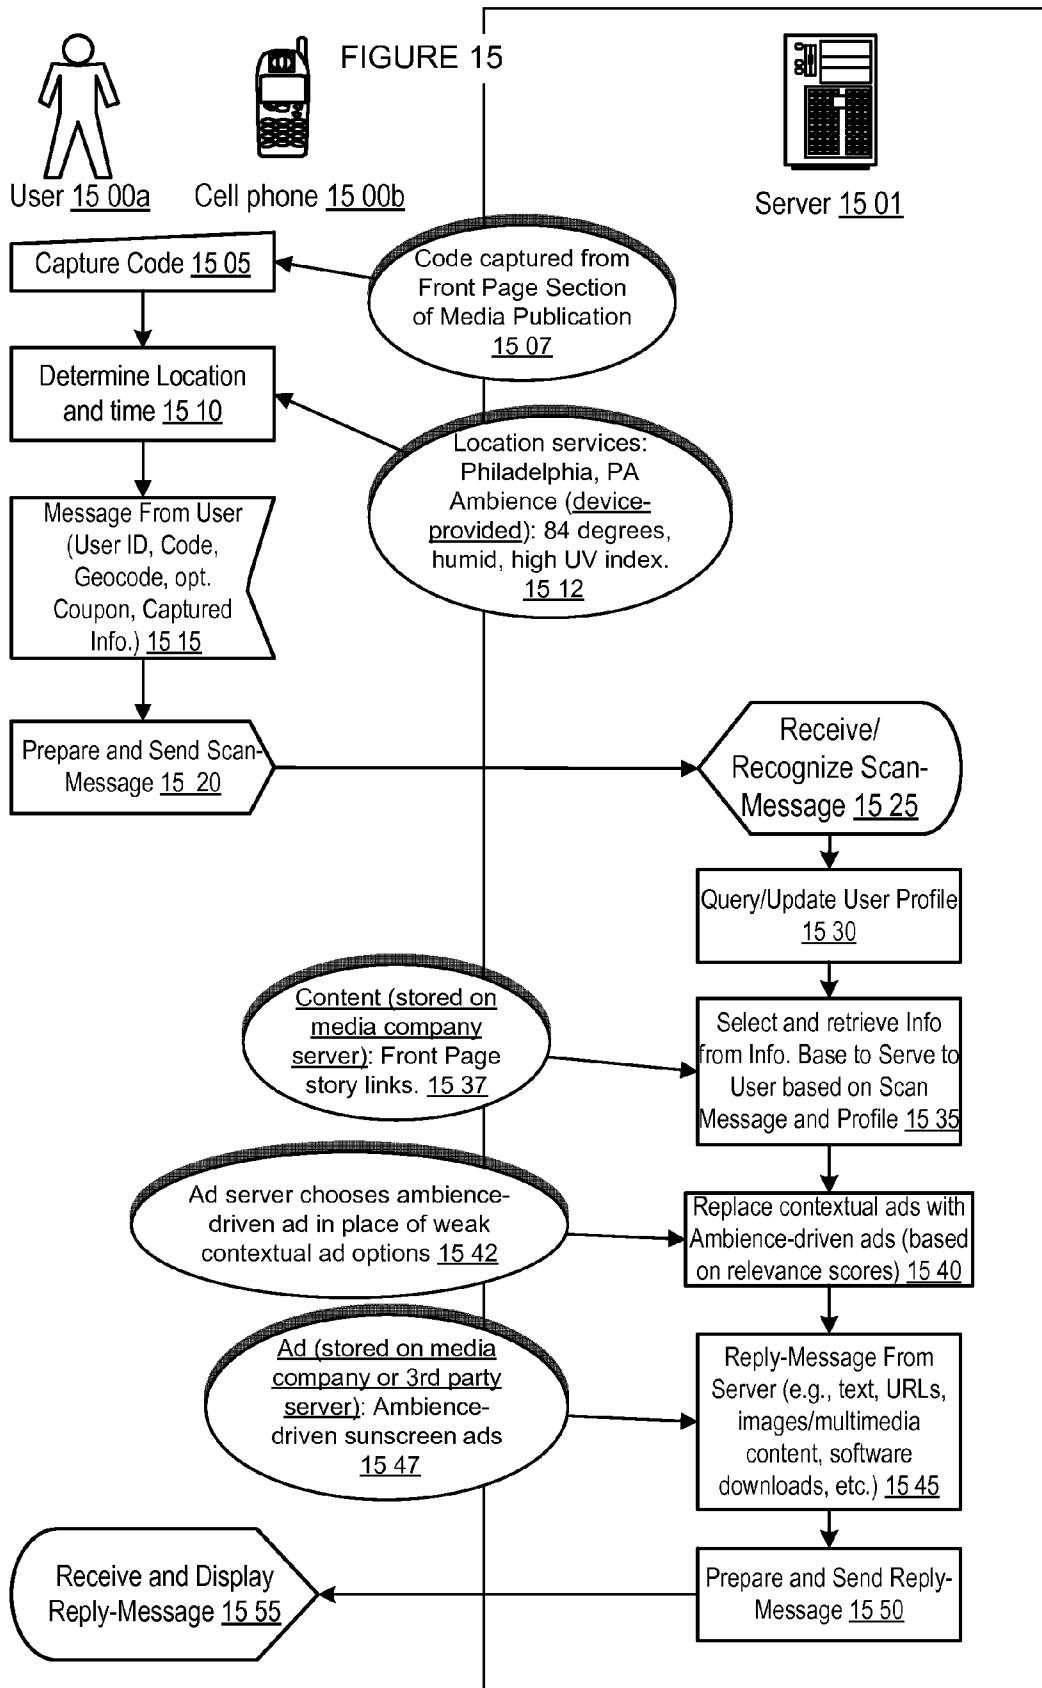 FIGURE 15
User 15 00a
Cell phone 15 00b
Server 15 01
Capture Code 15 05
Code captured from
Front Page Section
of Media Publication
15 07
Determine Location
and time 15 10
Location services:
Philadelphia, PA
Ambience (device-
provided): 84 degrees,
humid, high UV index.
15 12
Message From User
(User ID, Code,
Geocode, opt.
Coupon, Captured
Info.) 15 15
Prepare and Send Scan-
Message 15 20
Receive/
Recognize Scan-
Message 15 25
Query/Update User Profile
15 30
Content (stored on
media company
server): Front Page
story links. 15 37
Select and retrieve Info
from Info. Base to Serve to
User based on Scan
Message and Profile 15 35
Ad server chooses ambience-
driven ad in place of weak
contextual ad options 15 42
Replace contextual ads with
Ambience-driven ads (based
on relevance scores) 15 40
Ad (stored on media
company or 3rd party
server): Ambience-
driven sunscreen ads
15 47
Reply-Message From
Server (e.g., text, URLs,
images/multimedia
content, software
downloads, etc.) 15 45
Prepare and Send Reply-
Message 15 50
Receive and Display
Reply-Message 15 55